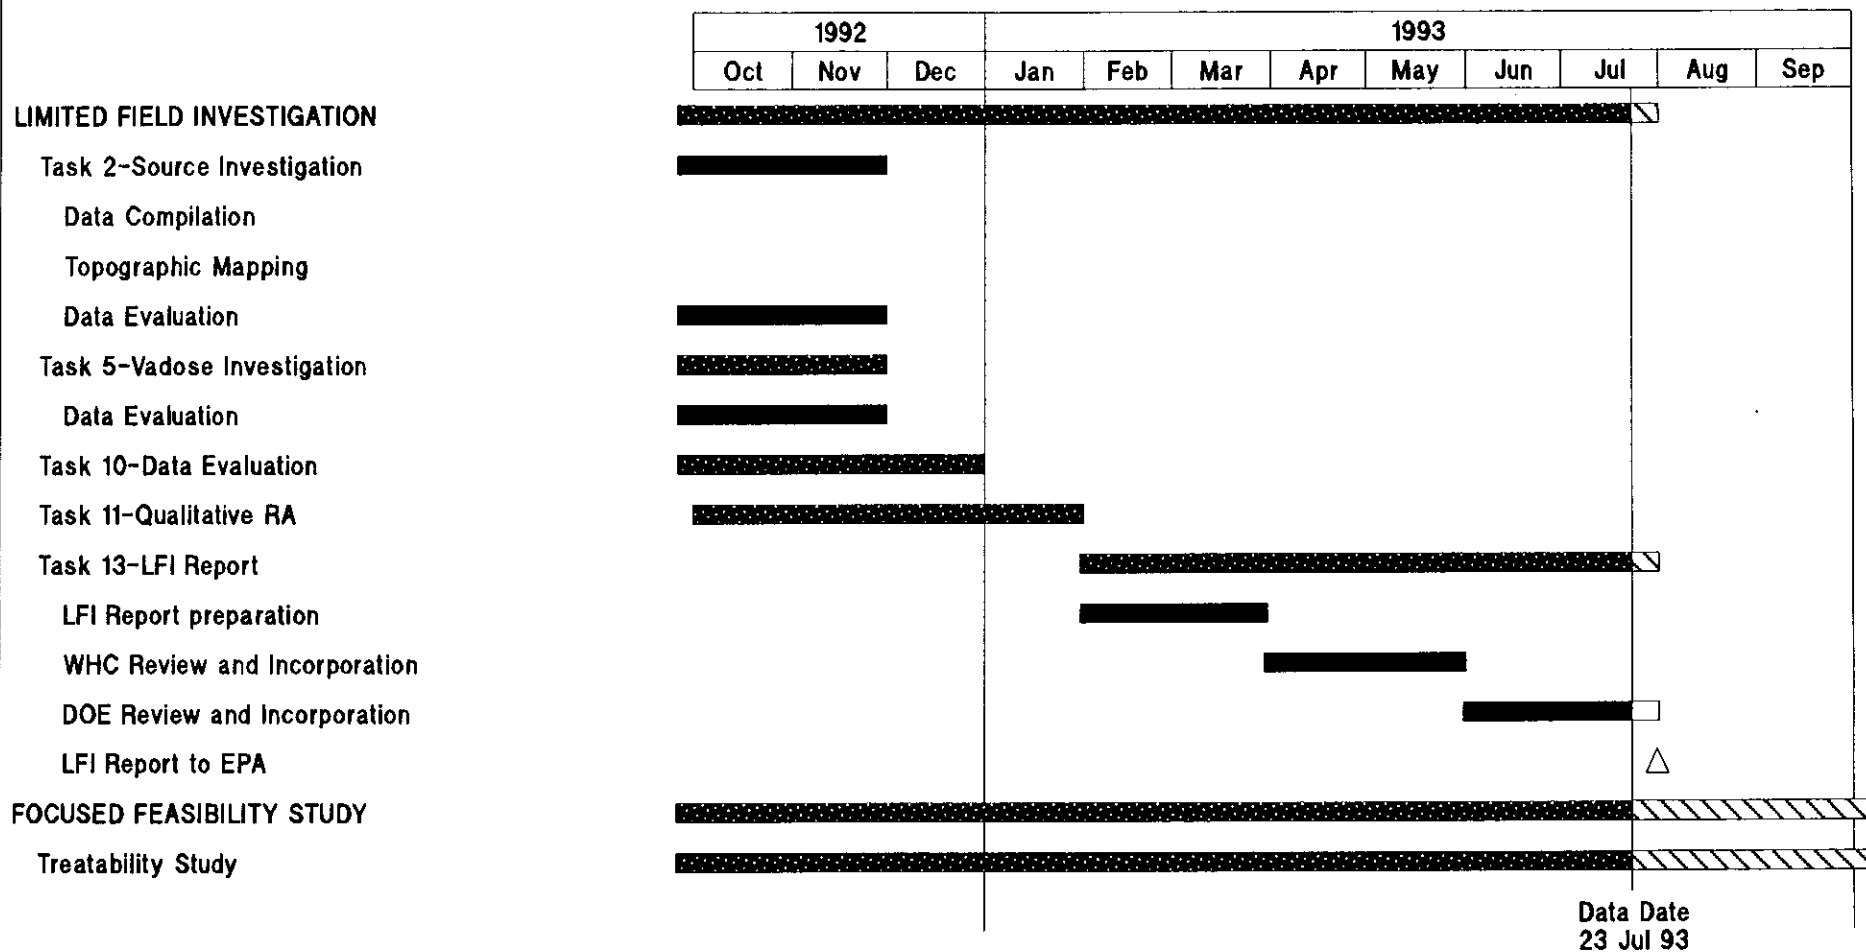 1992 1993
Oct Nov Dec Jan Feb Mar Apr May Jun Jul Aug Sep
LIMITED FIELD INVESTIGATION
Task 2-Source Investigation
Data Compilation
Topographic Mapping
Data Evaluation
Task 5-Vadose Investigation
Data Evaluation
Task 10-Data Evaluation
Task 11-Qualitative RA
Task 13-LFI Report
LFI Report preparation
WHC Review and Incorporation
DOE Review and Incorporation
LFI Report to EPA
FOCUSED FEASIBILITY STUDY
Treatability Study
Data Date
23 Jul 93